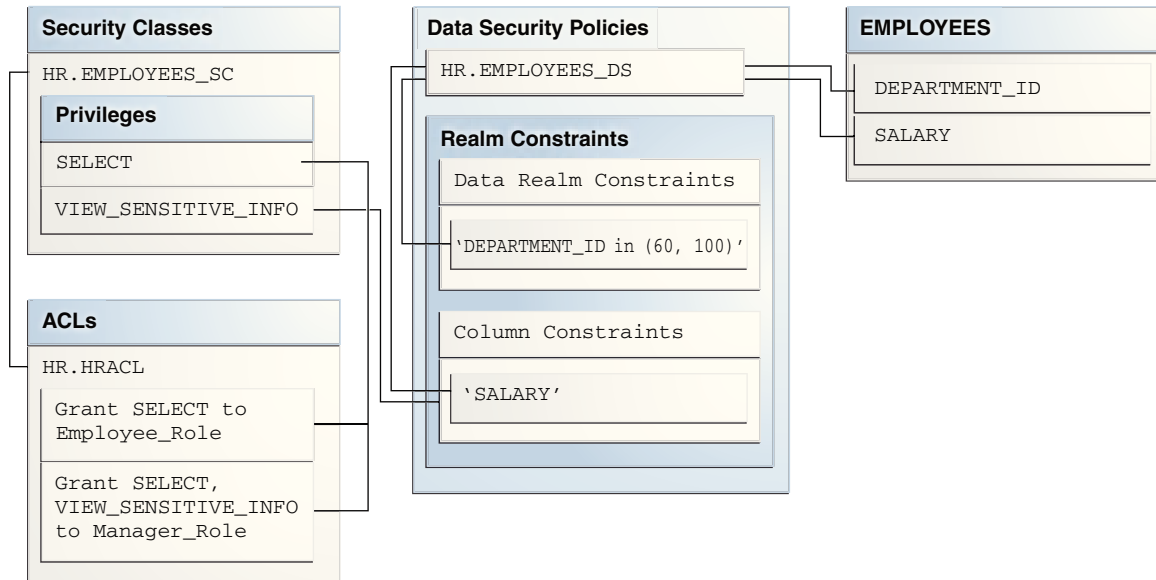 Security Classes
HR.EMPLOYEES_SC
Privileges
SELECT
VIEW_SENSITIVE_INFO
ACLs
HR.HRACL
Grant SELECT to
Employee_Role
Grant SELECT,
VIEW_SENSITIVE_INFO
to Manager_Role
Data Security Policies
HR.EMPLOYEES_DS
Realm Constraints
Data Realm Constraints
‘DEPARTMENT_ID in (60, 100)’
Column Constraints
‘SALARY’
EMPLOYEES
DEPARTMENT_ID
SALARY